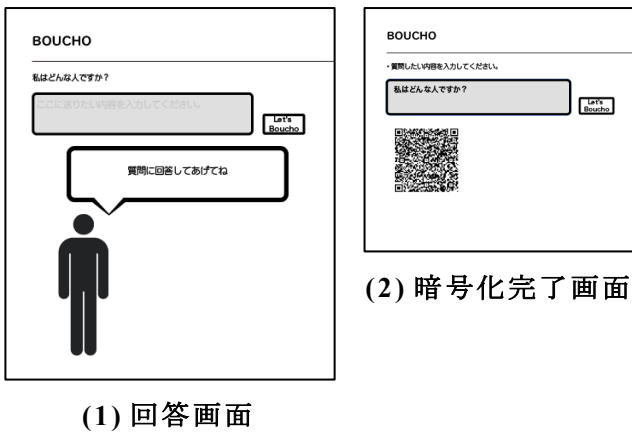 BOUCHO
私はどんな人ですか？
ここに送りたい内容を入力してください。
Let's
Boucho
質問に回答してあげてね
(1) 回答画面
BOUCHO
・質問したい内容を入力してください。
私はどんな人ですか？
Let's
Boucho
(2) 暗号化完了画面